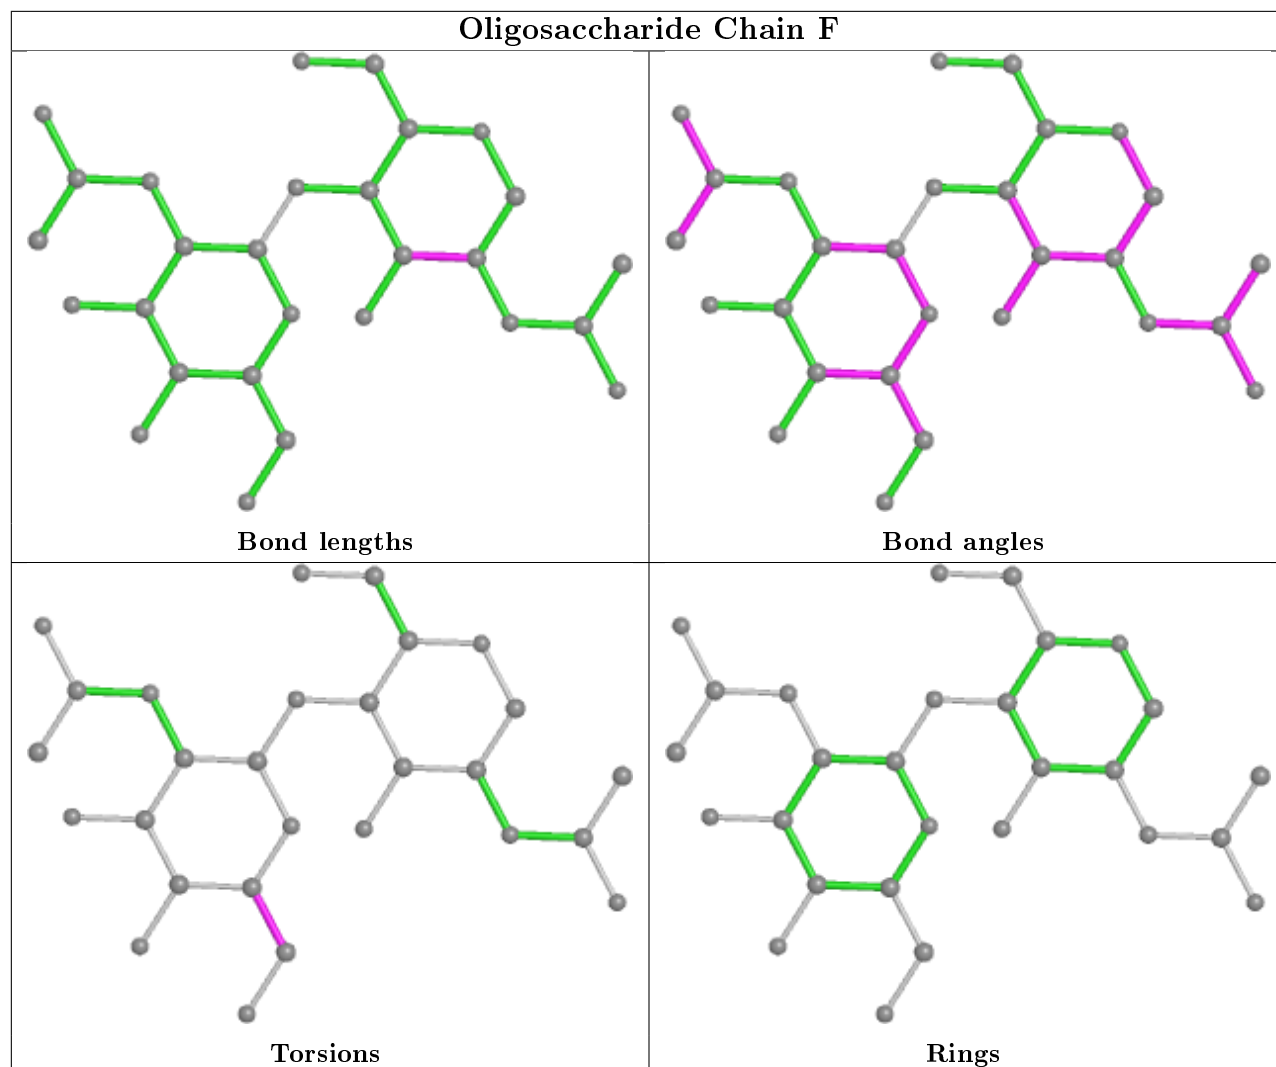 Oligosaccharide Chain F
Bond lengths
Bond angles
Torsions
Rings